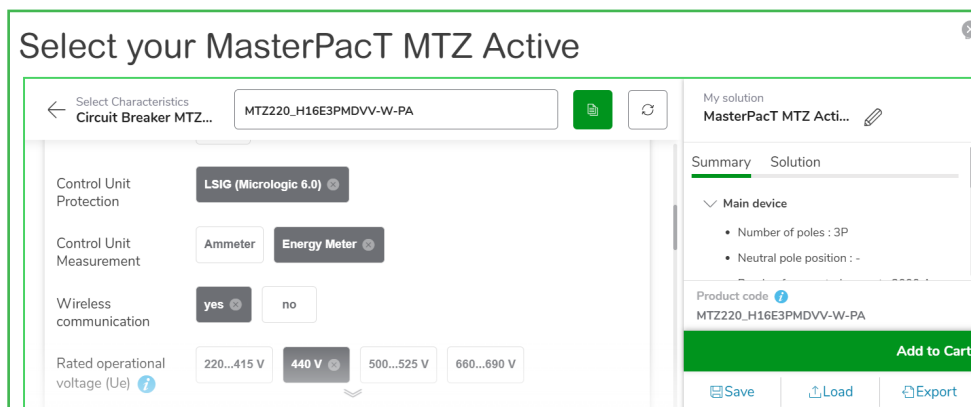 Select your MasterPacT MTZ Active
Select Characteristics
Circuit Breaker MTZ...
MTZ220_H16E3PMDVV-W-PA
Control Unit
Protection
LSIG (Micrologic 6.0)
Control Unit
Measurement
Ammeter
Energy Meter
Wireless
communication
yes
no
Rated operational
voltage (Ue)
220...415 V
440 V
500...525 V
660...690 V
My solution
MasterPacT MTZ Acti...
Summary
Solution
Main device
• Number of poles : 3P
• Neutral pole position : -
Product code
MTZ220_H16E3PMDVV-W-PA
Add to Cart
Save
Load
Export